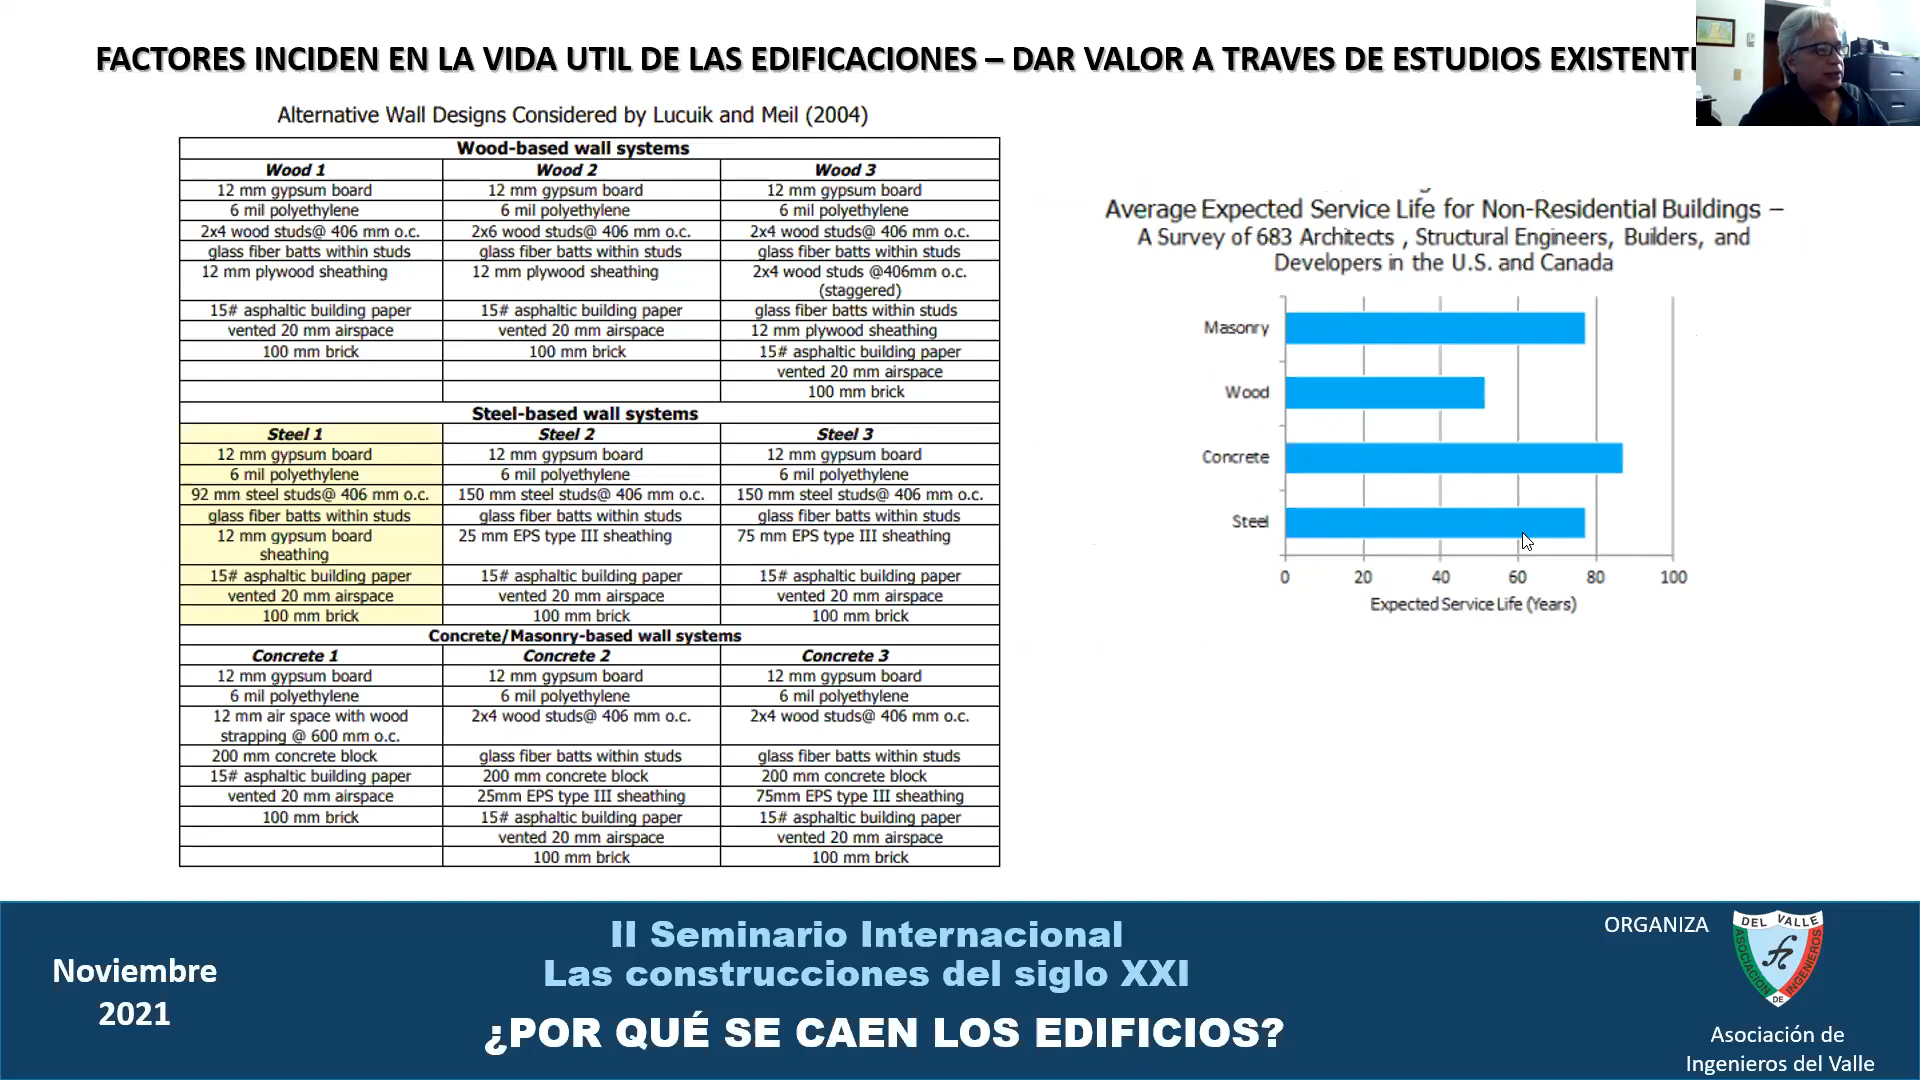 FACTORES INCIDEN EN LA VIDA UTIL DE LAS EDIFICACIONES – DAR VALOR A TRAVES DE ESTUDIOS
Alternative Wall Designs Considered by Lucuik and Meil (2004)
Wood-based wall systems
Wood 1 Wood 2 Wood 3
12 mm gypsum board 12 mm gypsum board 12 mm gypsum board
6 mil polyethylene 6 mil polyethylene 6 mil polyethylene
2x4 wood studs@ 406 mm o.c. 2x6 wood studs@ 406 mm o.c. 2x4 wood studs@ 406 mm o.c.
glass fiber batts within studs glass fiber batts within studs glass fiber batts within studs
12 mm plywood sheathing 12 mm plywood sheathing 2x4 wood studs @406mm o.c.
(staggered)
15# asphaltic building paper 15# asphaltic building paper glass fiber batts within studs
vented 20 mm airspace vented 20 mm airspace 12 mm plywood sheathing
100 mm brick 100 mm brick 15# asphaltic building paper
vented 20 mm airspace
100 mm brick
Steel-based wall systems
Steel 1 Steel 2 Steel 3
12 mm gypsum board 12 mm gypsum board 12 mm gypsum board
6 mil polyethylene 6 mil polyethylene 6 mil polyethylene
92 mm steel studs@ 406 mm o.c. 150 mm steel studs@ 406 mm o.c. 150 mm steel studs@ 406 mm o.c.
glass fiber batts within studs glass fiber batts within studs glass fiber batts within studs
12 mm gypsum board 25 mm EPS type III sheathing 75 mm EPS type III sheathing
sheathing
15# asphaltic building paper 15# asphaltic building paper 15# asphaltic building paper
vented 20 mm airspace vented 20 mm airspace vented 20 mm airspace
100 mm brick 100 mm brick 100 mm brick
Concrete/Masonry-based wall systems
Concrete 1 Concrete 2 Concrete 3
12 mm gypsum board 12 mm gypsum board 12 mm gypsum board
6 mil polyethylene 6 mil polyethylene 6 mil polyethylene
12 mm air space with wood 2x4 wood studs@ 406 mm o.c. 2x4 wood studs@ 406 mm o.c.
strapping @ 600 mm o.c.
200 mm concrete block glass fiber batts within studs glass fiber batts within studs
15# asphaltic building paper 200 mm concrete block 200 mm concrete block
vented 20 mm airspace 25mm EPS type III sheathing 75mm EPS type III sheathing
100 mm brick 15# asphaltic building paper 15# asphaltic building paper
vented 20 mm airspace vented 20 mm airspace
100 mm brick 100 mm brick
Average Expected Service Life for Non-Residential Buildings –
A Survey of 683 Architects , Structural Engineers, Builders, and
Developers in the U.S. and Canada
Masonry
Wood
Concrete
Steel
0 20 40 60 80 100
Expected Service Life (Years)
Noviembre
2021
II Seminario Internacional
Las construcciones del siglo XXI
¿POR QUÉ SE CAEN LOS EDIFICIOS?
ORGANIZA
DEL VALLE
ASOCIACION
DE
INGENIEROS
Asociación de
Ingenieros del Valle